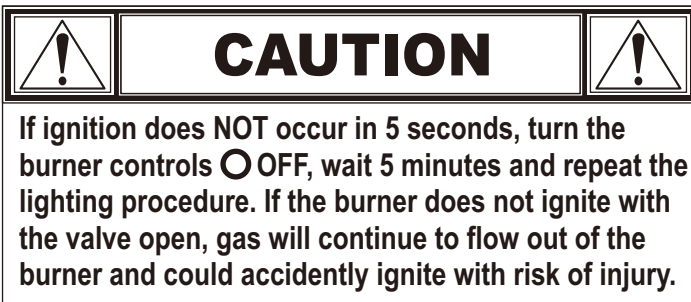 CAUTION
If ignition does NOT occur in 5 seconds, turn the
burner controls O OFF, wait 5 minutes and repeat the
lighting procedure. If the burner does not ignite with
the valve open, gas will continue to flow out of the
burner and could accidently ignite with risk of injury.